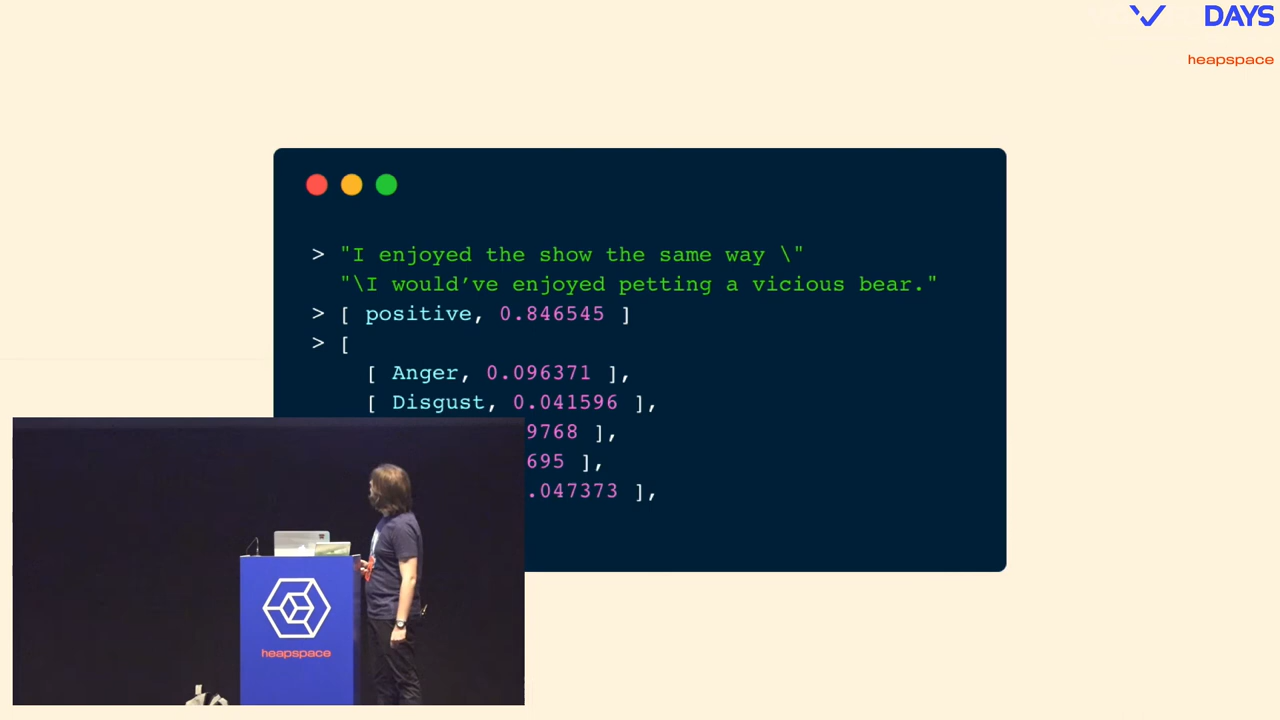 DAYS
heapspace
> "I enjoyed the show the same way \"
"\I would’ve enjoyed petting a vicious bear."
> [ positive, 0.846545 ]
> [
[ Anger, 0.096371 ],
[ Disgust, 0.041596 ],
9768 ],
695 ],
.047373 ],
heapspace